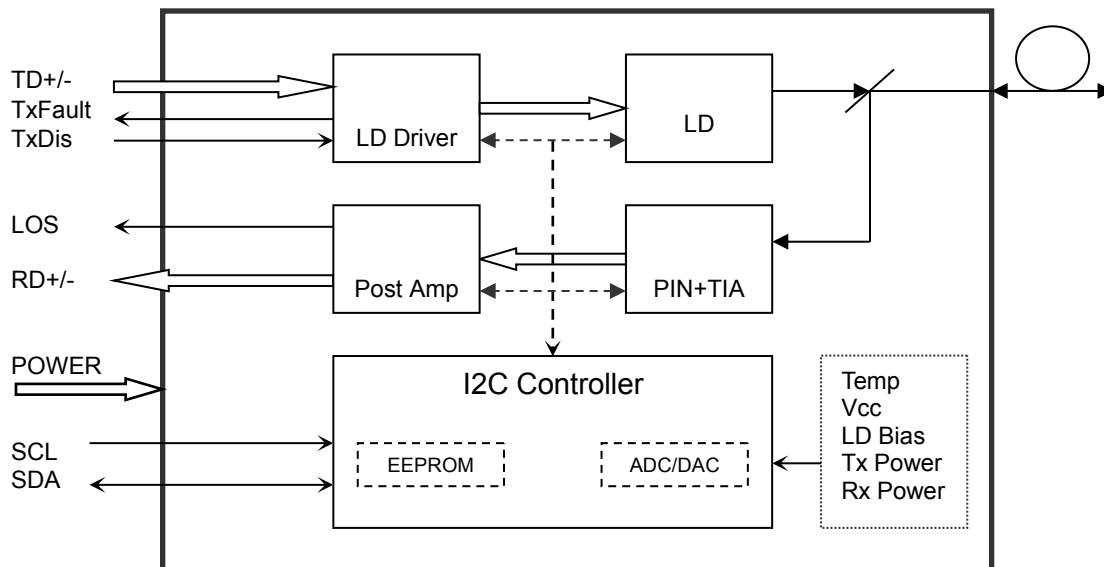 TD+/-
TxFault
TxDis
LD Driver
LD
LOS
RD+/-
Post Amp
PIN+TIA
POWER
I2C Controller
SCL
SDA
EEPROM
ADC/DAC
Temp
Vcc
LD Bias
Tx Power
Rx Power